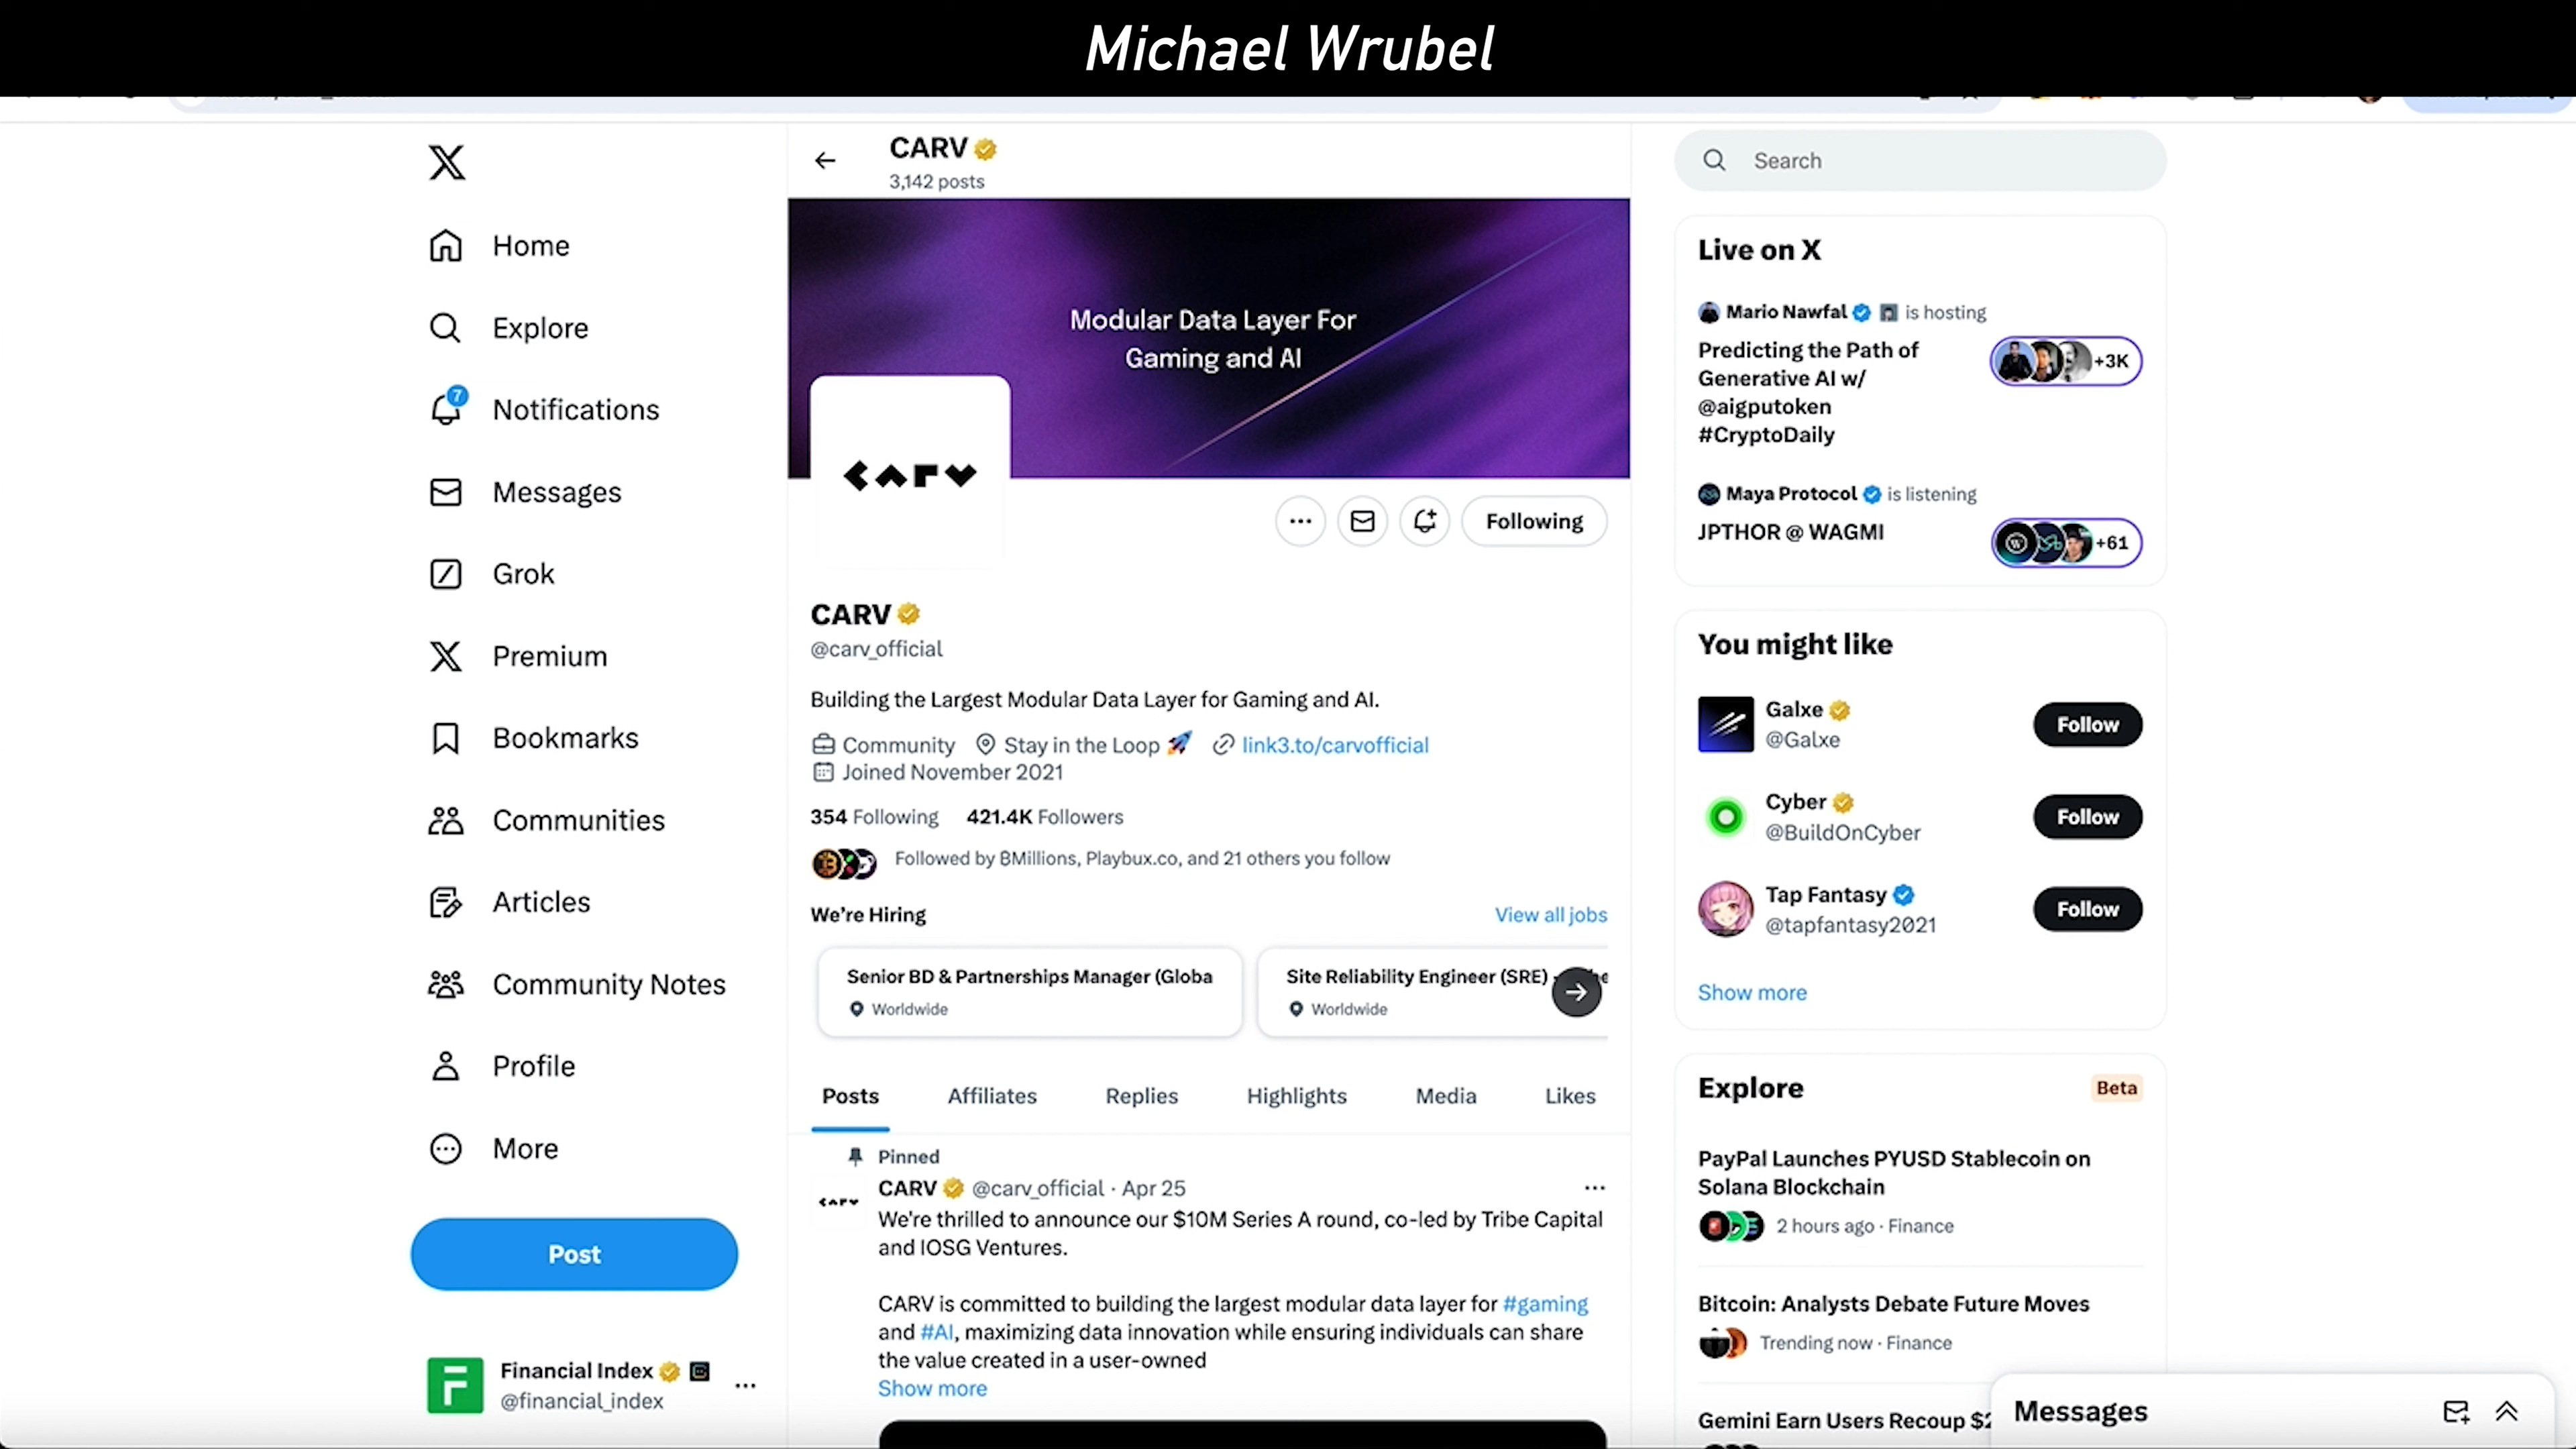 Michael Wrubel
CARV
3,142 posts
Search
Home
Explore
7
Notifications
Messages
Grok
Premium
Bookmarks
Communities
Articles
Community Notes
Profile
More
Post
Financial Index
@financial_index
Modular Data Layer For
Gaming and AI
CARV
Following
CARV
@carv_official
Building the Largest Modular Data Layer for Gaming and AI.
Community Stay in the Loop link3.to/carvofficial
Joined November 2021
354 Following 421.4K Followers
Followed by BMillions, Playbux.co, and 21 others you follow
We're Hiring View all jobs
Senior BD & Partnerships Manager (Globa
Worldwide
Site Reliability Engineer (SRE)
Worldwide
Posts Affiliates Replies Highlights Media Likes
Pinned
CARV
CARV @carv_official · Apr 25
We're thrilled to announce our $10M Series A round, co-led by Tribe Capital
and IOSG Ventures.
CARV is committed to building the largest modular data layer for #gaming
and #AI, maximizing data innovation while ensuring individuals can share
the value created in a user-owned
Show more
Live on X
Mario Nawfal is hosting
Predicting the Path of
Generative AI w/
@aigputoken
#CryptoDaily
+3K
Maya Protocol is listening
JPTHOR @ WAGMI
+61
You might like
Galxe
@Galxe
Follow
Cyber
@BuildOnCyber
Follow
Tap Fantasy
@tapfantasy2021
Follow
Show more
Explore Beta
PayPal Launches PYUSD Stablecoin on
Solana Blockchain
2 hours ago · Finance
Bitcoin: Analysts Debate Future Moves
Trending now · Finance
Gemini Earn Users Recoup $2
Messages